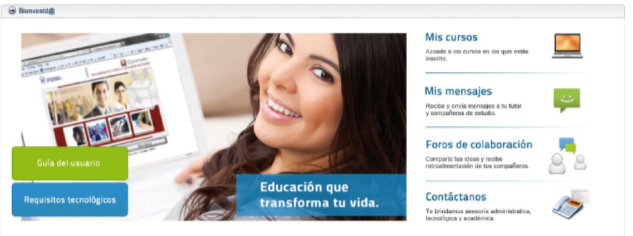 Bienvenid@
Mis cursos
Accede a los cursos en los que estás
inscrito.
Mis mensajes
Recibe y envía mensajes a tu tutor
y compañeros de estudio.
Foros de colaboración
Comparte tus ideas y recibe
retroalimentación de tus compañeros.
Contáctanos
Te brindamos asesoría administrativa,
tecnológica y académica.
Guía del usuario
Requisitos tecnológicos
Educación que
transforma tu vida.